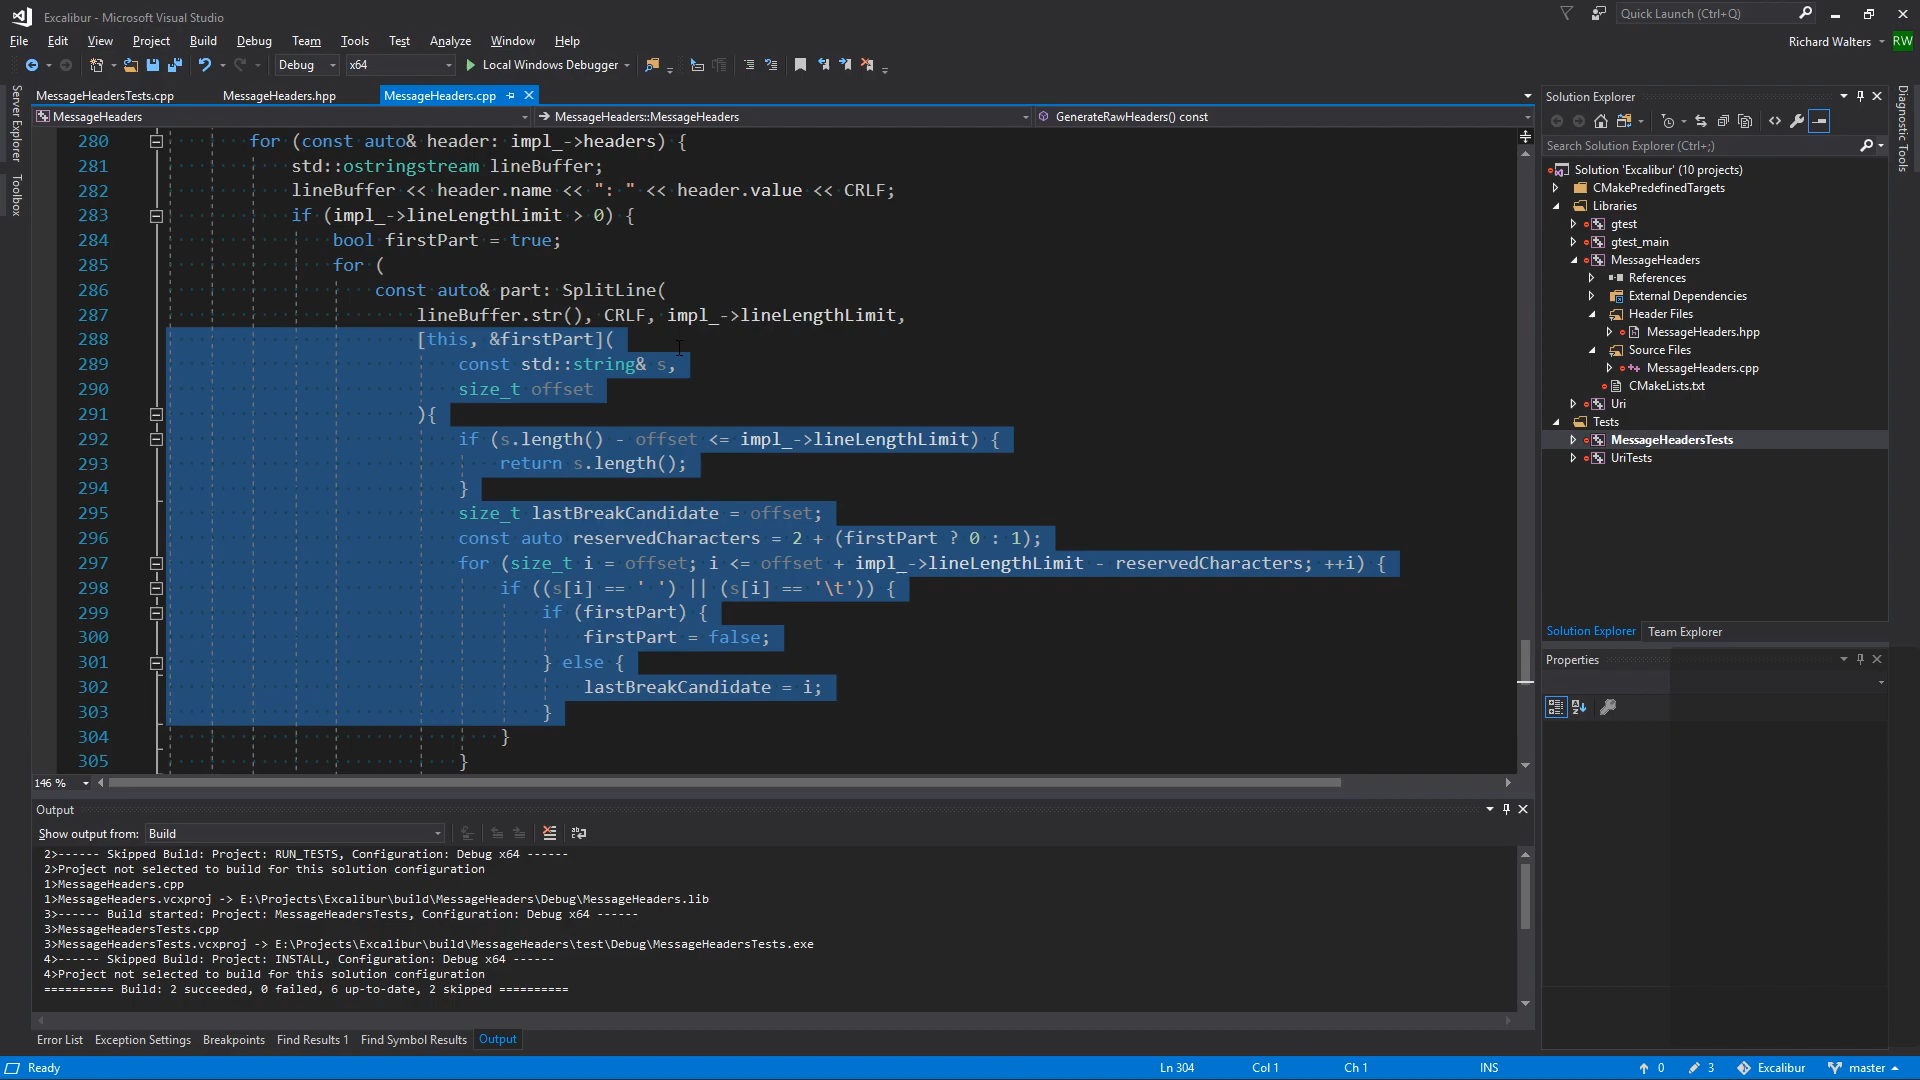 Excalibur - Microsoft Visual Studio
Quick Launch (Ctrl+Q)
File Edit View Project Build Debug Team Tools Test Analyze Window Help
Richard Walters RW
Debug x64 Local Windows Debugger
Server Explorer
Toolbox
MessageHeadersTests.cpp MessageHeaders.hpp MessageHeaders.cpp
MessageHeaders MessageHeaders::MessageHeaders GenerateRawHeaders() const
280 for (const auto& header: impl_->headers) {
281 std::ostringstream lineBuffer;
282 lineBuffer << header.name << ": " << header.value << CRLF;
283 if (impl_->lineLengthLimit > 0) {
284 bool firstPart = true;
285 for (
286 const auto& part: SplitLine(
287 lineBuffer.str(), CRLF, impl_->lineLengthLimit,
288 [this, &firstPart](
289 const std::string& s,
290 size_t offset
291 ){
292 if (s.length() - offset <= impl_->lineLengthLimit) {
293 return s.length();
294 }
295 size_t lastBreakCandidate = offset;
296 const auto reservedCharacters = 2 + (firstPart ? 0 : 1);
297 for (size_t i = offset; i <= offset + impl_->lineLengthLimit - reservedCharacters; ++i) {
298 if ((s[i] == ' ') || (s[i] == '\t')) {
299 if (firstPart) {
300 firstPart = false;
301 } else {
302 lastBreakCandidate = i;
303 }
304 }
305 }
146 %
Output
Show output from: Build
2>------ Skipped Build: Project: RUN_TESTS, Configuration: Debug x64 ------
2>Project not selected to build for this solution configuration
1>MessageHeaders.cpp
1>MessageHeaders.vcxproj -> E:\Projects\Excalibur\build\MessageHeaders\Debug\MessageHeaders.lib
3>------ Build started: Project: MessageHeadersTests, Configuration: Debug x64 ------
3>MessageHeadersTests.cpp
3>MessageHeadersTests.vcxproj -> E:\Projects\Excalibur\build\MessageHeaders\test\Debug\MessageHeadersTests.exe
4>------ Skipped Build: Project: INSTALL, Configuration: Debug x64 ------
4>Project not selected to build for this solution configuration
========== Build: 2 succeeded, 0 failed, 6 up-to-date, 2 skipped ==========
Error List Exception Settings Breakpoints Find Results 1 Find Symbol Results Output
Solution Explorer
Search Solution Explorer (Ctrl+;)
Solution 'Excalibur' (10 projects)
CMakePredefinedTargets
Libraries
gtest
gtest_main
MessageHeaders
References
External Dependencies
Header Files
MessageHeaders.hpp
Source Files
MessageHeaders.cpp
CMakeLists.txt
Uri
Tests
MessageHeadersTests
UriTests
Solution Explorer Team Explorer
Properties
Diagnostic Tools
Ready Ln 304 Col 1 Ch 1 INS 0 3 Excalibur master